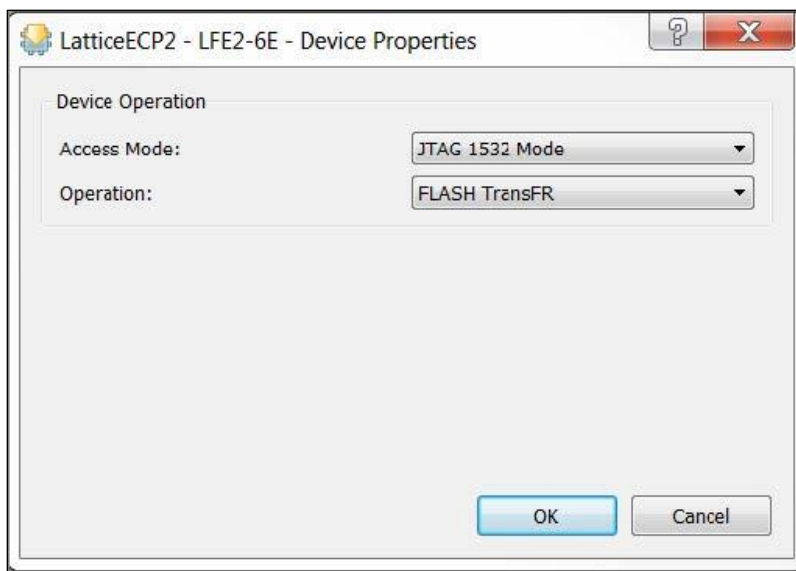 LatticeECP2 - LFE2-6E - Device Properties
Device Operation
Access Mode: JTAG 1532 Mode
Operation: FLASH TransFR
OK Cancel